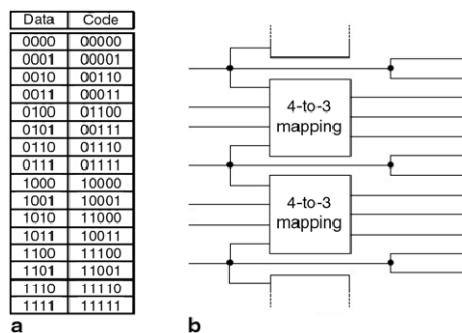 Data Code
0000 00000
0001 00001
0010 00110
0011 00011
0100 01100
0101 00111
0110 01110
0111 01111
1000 10000
1001 10001
1010 11000
1011 10011
1100 11100
1101 11001
1110 11110
1111 11111
a
4-to-3
mapping
4-to-3
mapping
b